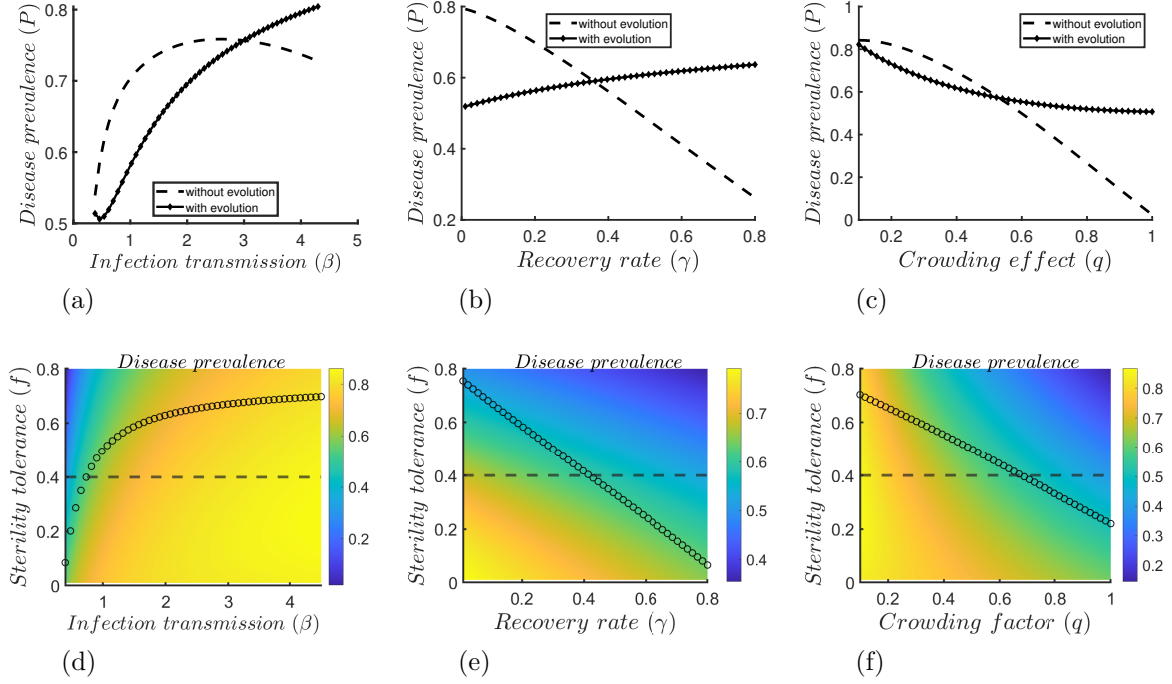 Disease prevalence (P)
0.8
0.7
0.6
0.5
0 1 2 3 4 5
without evolution
with evolution
Infection transmission (β)
(a)
Disease prevalence (P)
0.8
0.6
0.4
0.2
0 0.2 0.4 0.6 0.8
without evolution
with evolution
Recovery rate (γ)
(b)
Disease prevalence (P)
1
0.8
0.6
0.4
0.2
0
0.2 0.4 0.6 0.8 1
without evolution
with evolution
Crowding effect (q)
(c)
Disease prevalence
Sterility tolerance (f)
0.8
0.6
0.4
0.2
0
1 2 3 4
0.8
0.6
0.4
0.2
Infection transmission (β)
(d)
Disease prevalence
Sterility tolerance (f)
0.8
0.6
0.4
0.2
0
0.2 0.4 0.6 0.8
0.7
0.6
0.5
0.4
Recovery rate (γ)
(e)
Disease prevalence
Sterility tolerance (f)
0.8
0.6
0.4
0.2
0
0.2 0.4 0.6 0.8 1
0.8
0.7
0.6
0.5
0.4
0.3
0.2
Crowding factor (q)
(f)